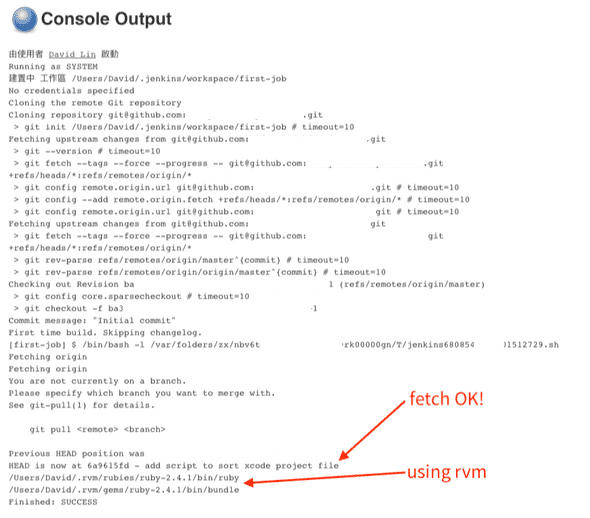 Console Output
由使用者 David Lin 啟動
Running as SYSTEM
建置中 工作區 /Users/David/.jenkins/workspace/first-job
No credentials specified
Cloning the remote Git repository
Cloning repository git@github.com: .git
> git init /Users/David/.jenkins/workspace/first-job # timeout=10
Fetching upstream changes from git@github.com: .git
> git --version # timeout=10
> git fetch --tags --force --progress -- git@github.com: .git
+refs/heads/*:refs/remotes/origin/*
> git config remote.origin.url git@github.com: .git # timeout=10
> git config --add remote.origin.fetch +refs/heads/*:refs/remotes/origin/* # timeout=10
> git config remote.origin.url git@github.com: git # timeout=10
Fetching upstream changes from git@github.com: git
> git fetch --tags --force --progress -- git@github.com: git
+refs/heads/*:refs/remotes/origin/*
> git rev-parse refs/remotes/origin/master^{commit} # timeout=10
> git rev-parse refs/remotes/origin/origin/master^{commit} # timeout=10
Checking out Revision ba 1 (refs/remotes/origin/master)
> git config core.sparsecheckout # timeout=10
> git checkout -f ba3 1
Commit message: "Initial commit"
First time build. Skipping changelog.
[first-job] $ /bin/bash -l /var/folders/zx/nbv6t rk00000gn/T/jenkins680854 01512729.sh
Fetching origin
Fetching origin
You are not currently on a branch.
Please specify which branch you want to merge with.
See git-pull(1) for details.
git pull <remote> <branch>
fetch OK!
Previous HEAD position was
HEAD is now at 6a9615fd - add script to sort xcode project file
/Users/David/.rvm/rubies/ruby-2.4.1/bin/ruby
using rvm
/Users/David/.rvm/gems/ruby-2.4.1/bin/bundle
Finished: SUCCESS